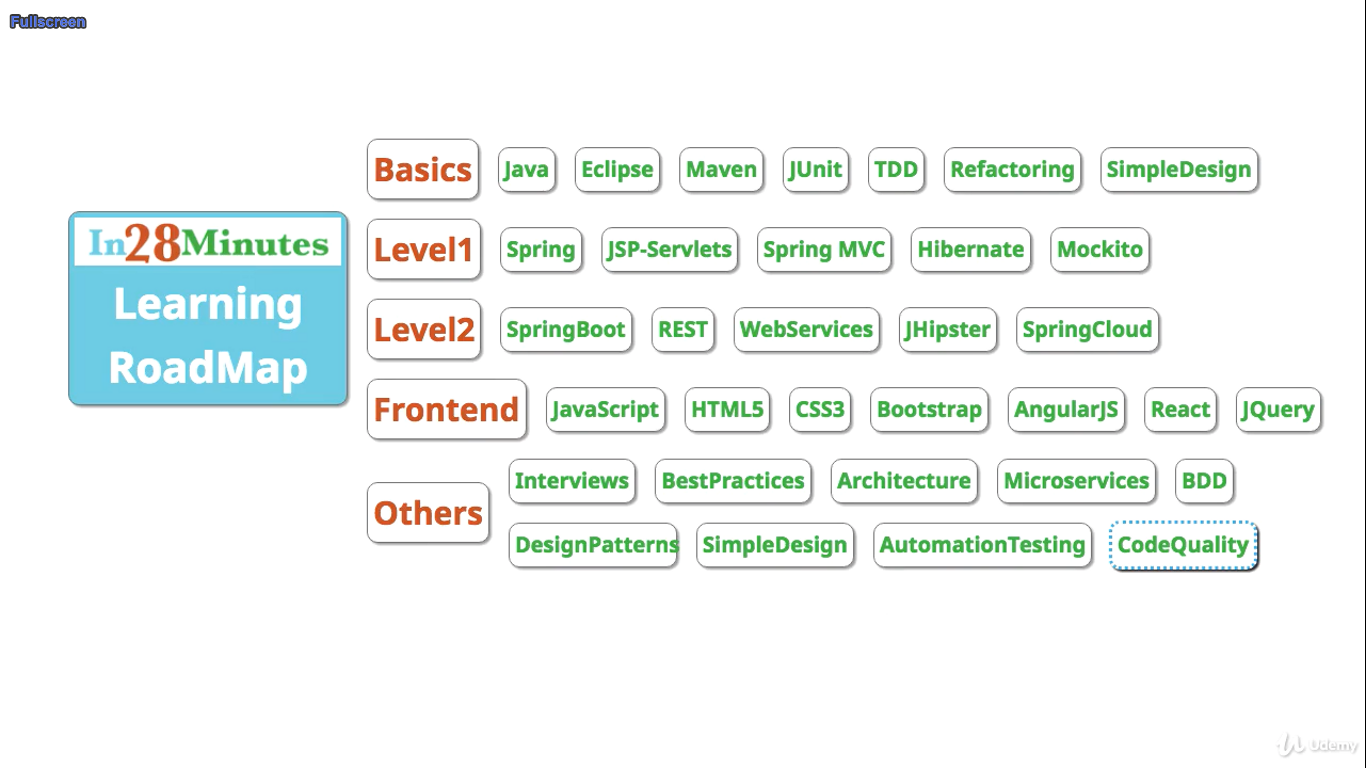 Fullscreen
In28Minutes
Learning
RoadMap
Basics Java Eclipse Maven JUnit TDD Refactoring SimpleDesign
Level1 Spring JSP-Servlets Spring MVC Hibernate Mockito
Level2 SpringBoot REST WebServices JHipster SpringCloud
Frontend JavaScript HTML5 CSS3 Bootstrap AngularJS React JQuery
Others
Interviews BestPractices Architecture Microservices BDD
DesignPatterns SimpleDesign AutomationTesting CodeQuality
Udemy